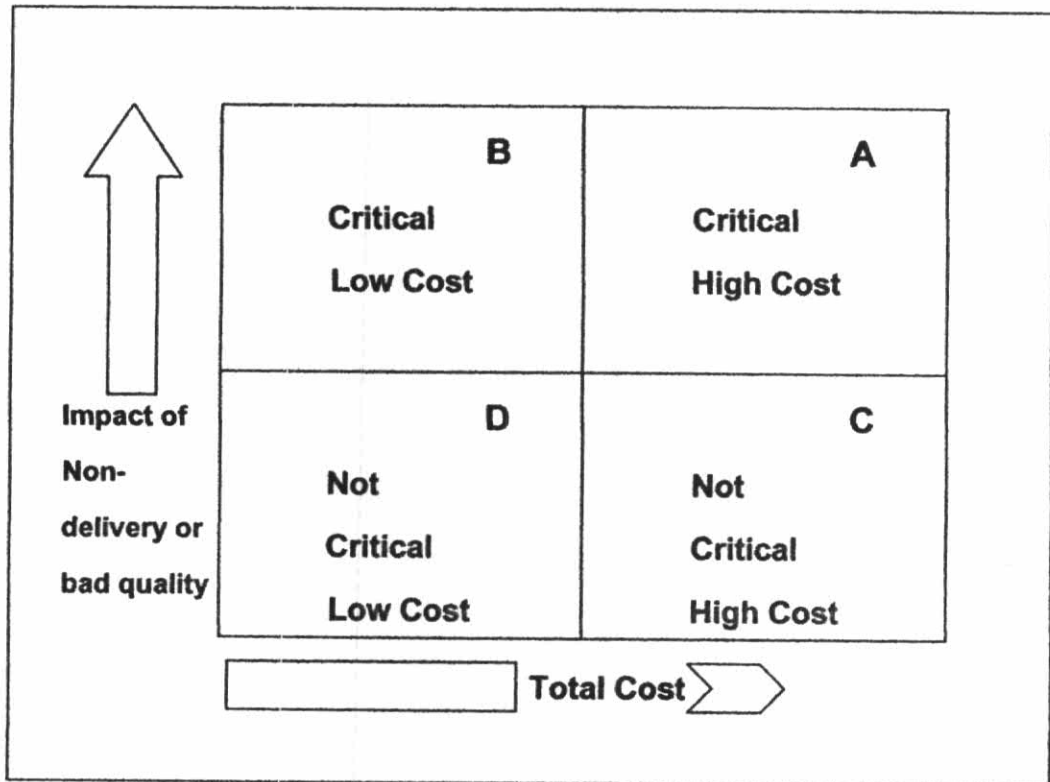 B
Critical
Low Cost
A
Critical
High Cost
Impact of
Non-
delivery or
bad quality
D
Not
Critical
Low Cost
C
Not
Critical
High Cost
Total Cost